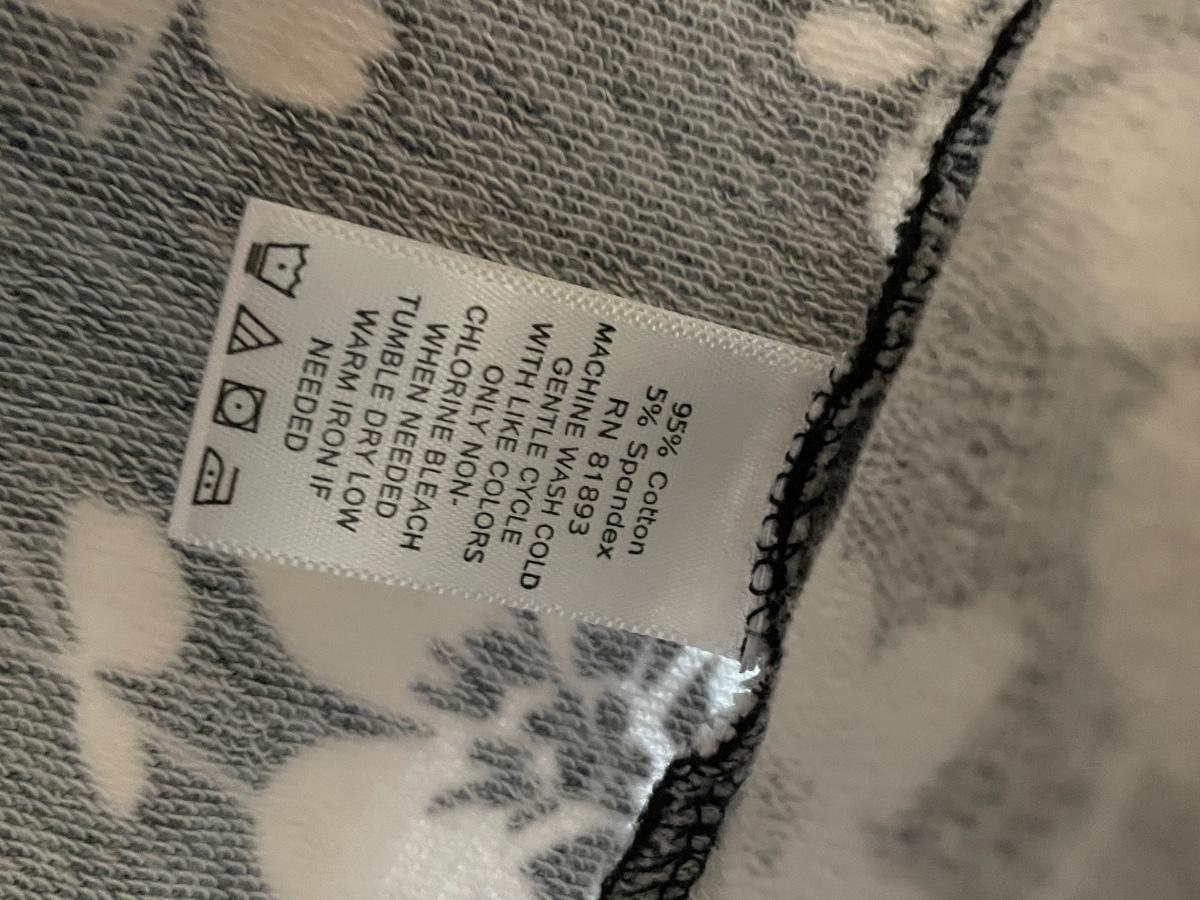 95% Cotton
5% Spandex
RN 81893
MACHINE WASH COLD
GENTLE CYCLE
WITH LIKE COLORS
ONLY NON-
CHLORINE BLEACH
WHEN NEEDED
TUMBLE DRY LOW
WARM IRON IF
NEEDED